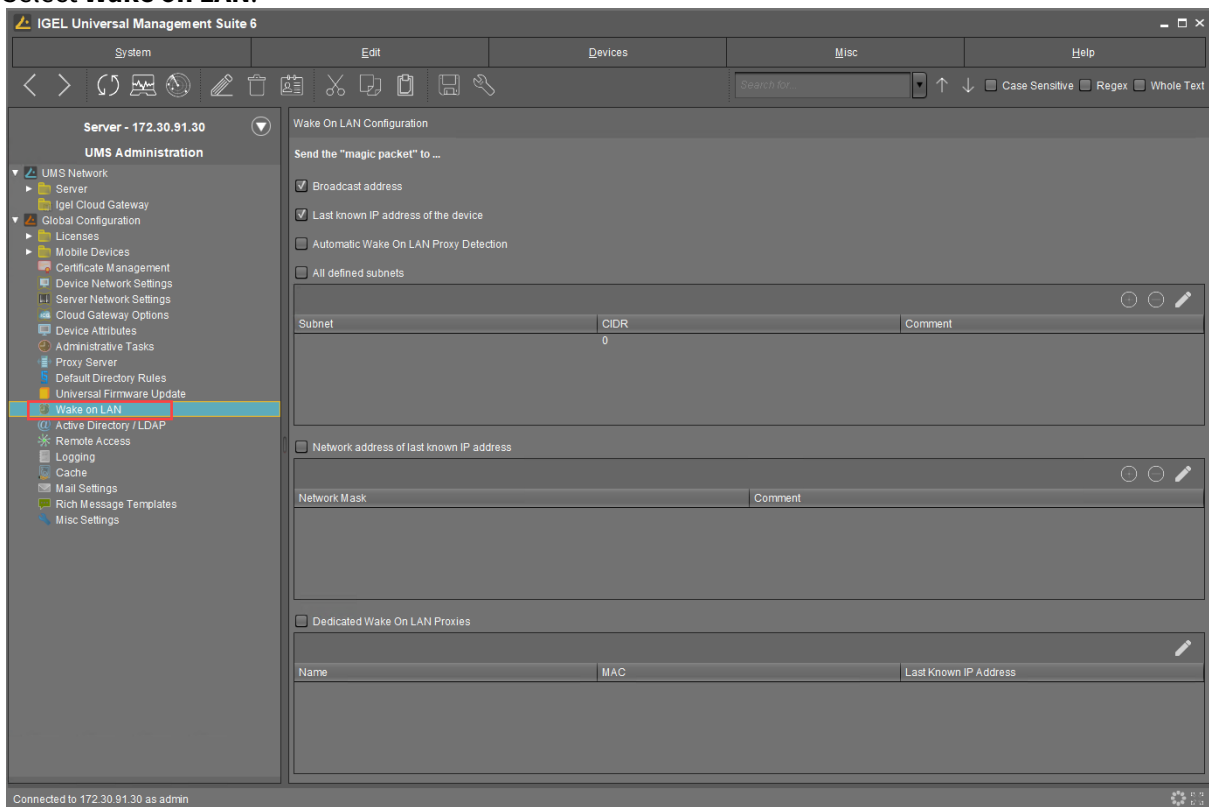 Select Wake on LAN.
IGEL Universal Management Suite 6
System Edit Devices Misc Help
Search for... Case Sensitive Regex Whole Text
Server - 172.30.91.30
UMS Administration
UMS Network
Server
Igel Cloud Gateway
Global Configuration
Licenses
Mobile Devices
Certificate Management
Device Network Settings
Server Network Settings
Cloud Gateway Options
Device Attributes
Administrative Tasks
Proxy Server
Default Directory Rules
Universal Firmware Update
Wake on LAN
Active Directory / LDAP
Remote Access
Logging
Cache
Mail Settings
Rich Message Templates
Misc Settings
Wake On LAN Configuration
Send the "magic packet" to ...
Broadcast address
Last known IP address of the device
Automatic Wake On LAN Proxy Detection
All defined subnets
Subnet CIDR Comment
0
Network address of last known IP address
Network Mask Comment
Dedicated Wake On LAN Proxies
Name MAC Last Known IP Address
Connected to 172.30.91.30 as admin